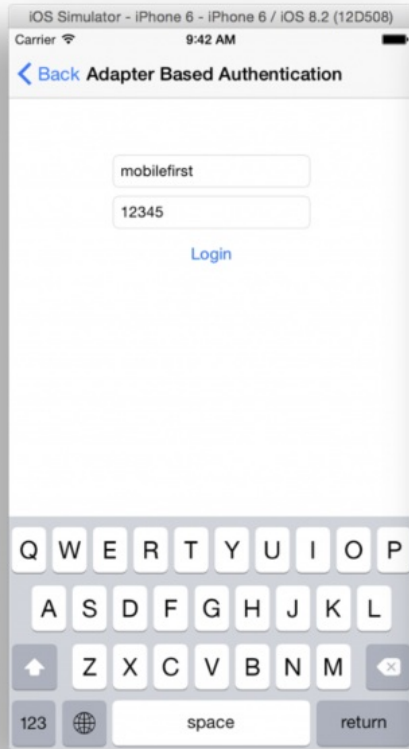 iOS Simulator - iPhone 6 - iPhone 6 / iOS 8.2 (12D508)
Carrier 9:42 AM
Back Adapter Based Authentication
mobilefirst
12345
Login
Q W E R T Y U I O P
A S D F G H J K L
Z X C V B N M
123 space return